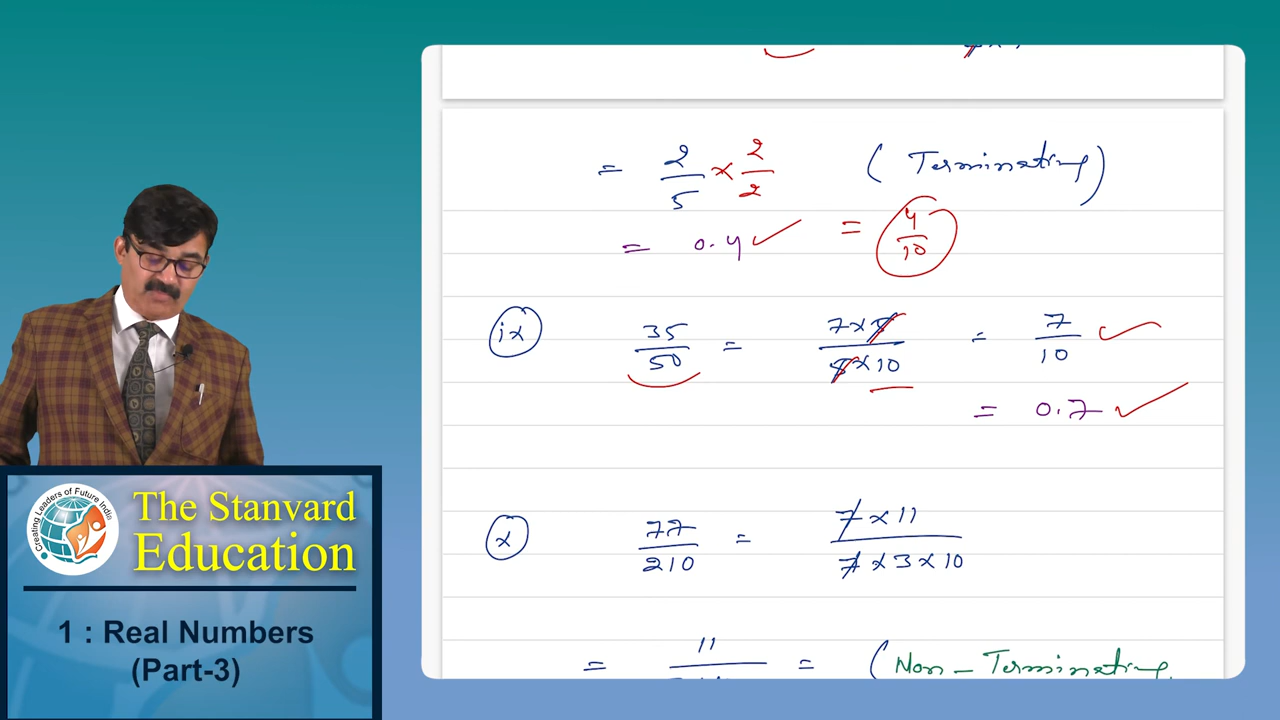 = 2/5 × 2/2 (Terminating)
= 0.4 = 4/10
ix 35/50 = 7×5/5×10 = 7/10
= 0.7
x 77/210 = 7×11/7×3×10
= 11/ = (Non-Terminating,
Creating Leaders of Future India
The Stanvard
Education
1 : Real Numbers
(Part-3)